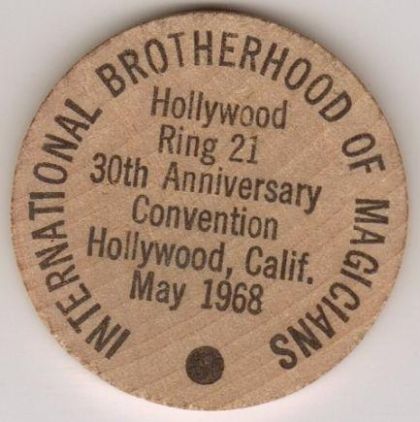 INTERNATIONAL BROTHERHOOD OF MAGICIANS
Hollywood
Ring 21
30th Anniversary
Convention
Hollywood, Calif.
May 1968